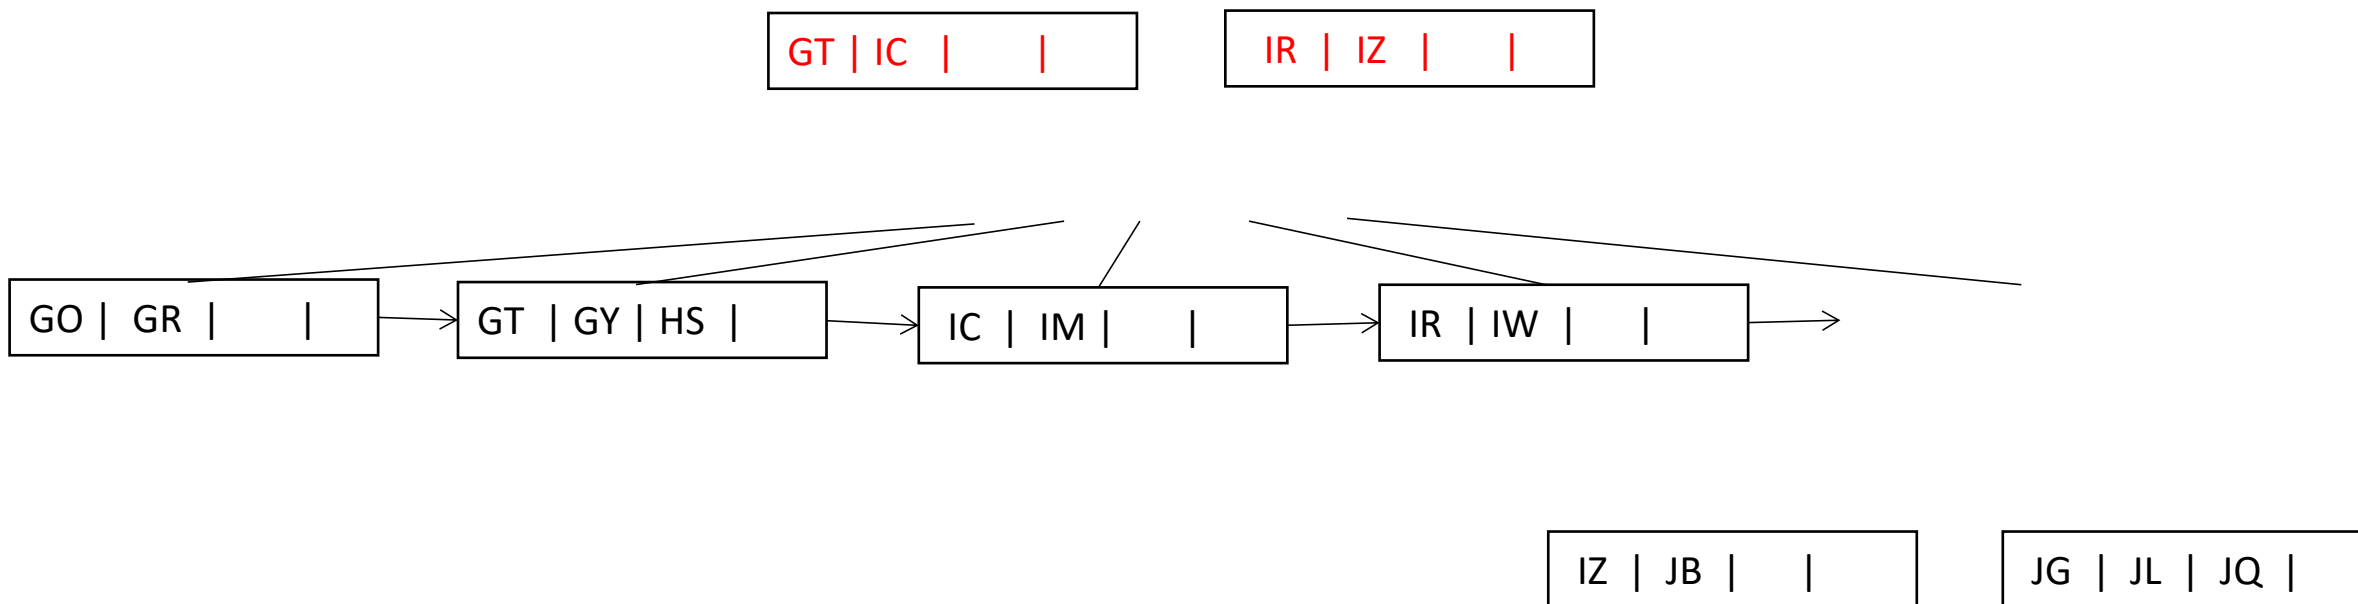 GT | IC | |
IR | IZ | |
GO | GR | |
GT | GY | HS |
IC | IM | |
IR | IW | |
IZ | JB | |
JG | JL | JQ |